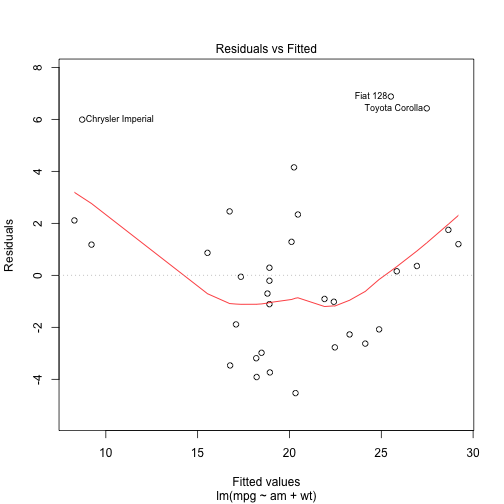 Residuals vs Fitted
8
6
4
2
0
-2
-4
Residuals
Fiat 128
Toyota Corolla
Chrysler Imperial
10 15 20 25 30
Fitted values
lm(mpg ~ am + wt)